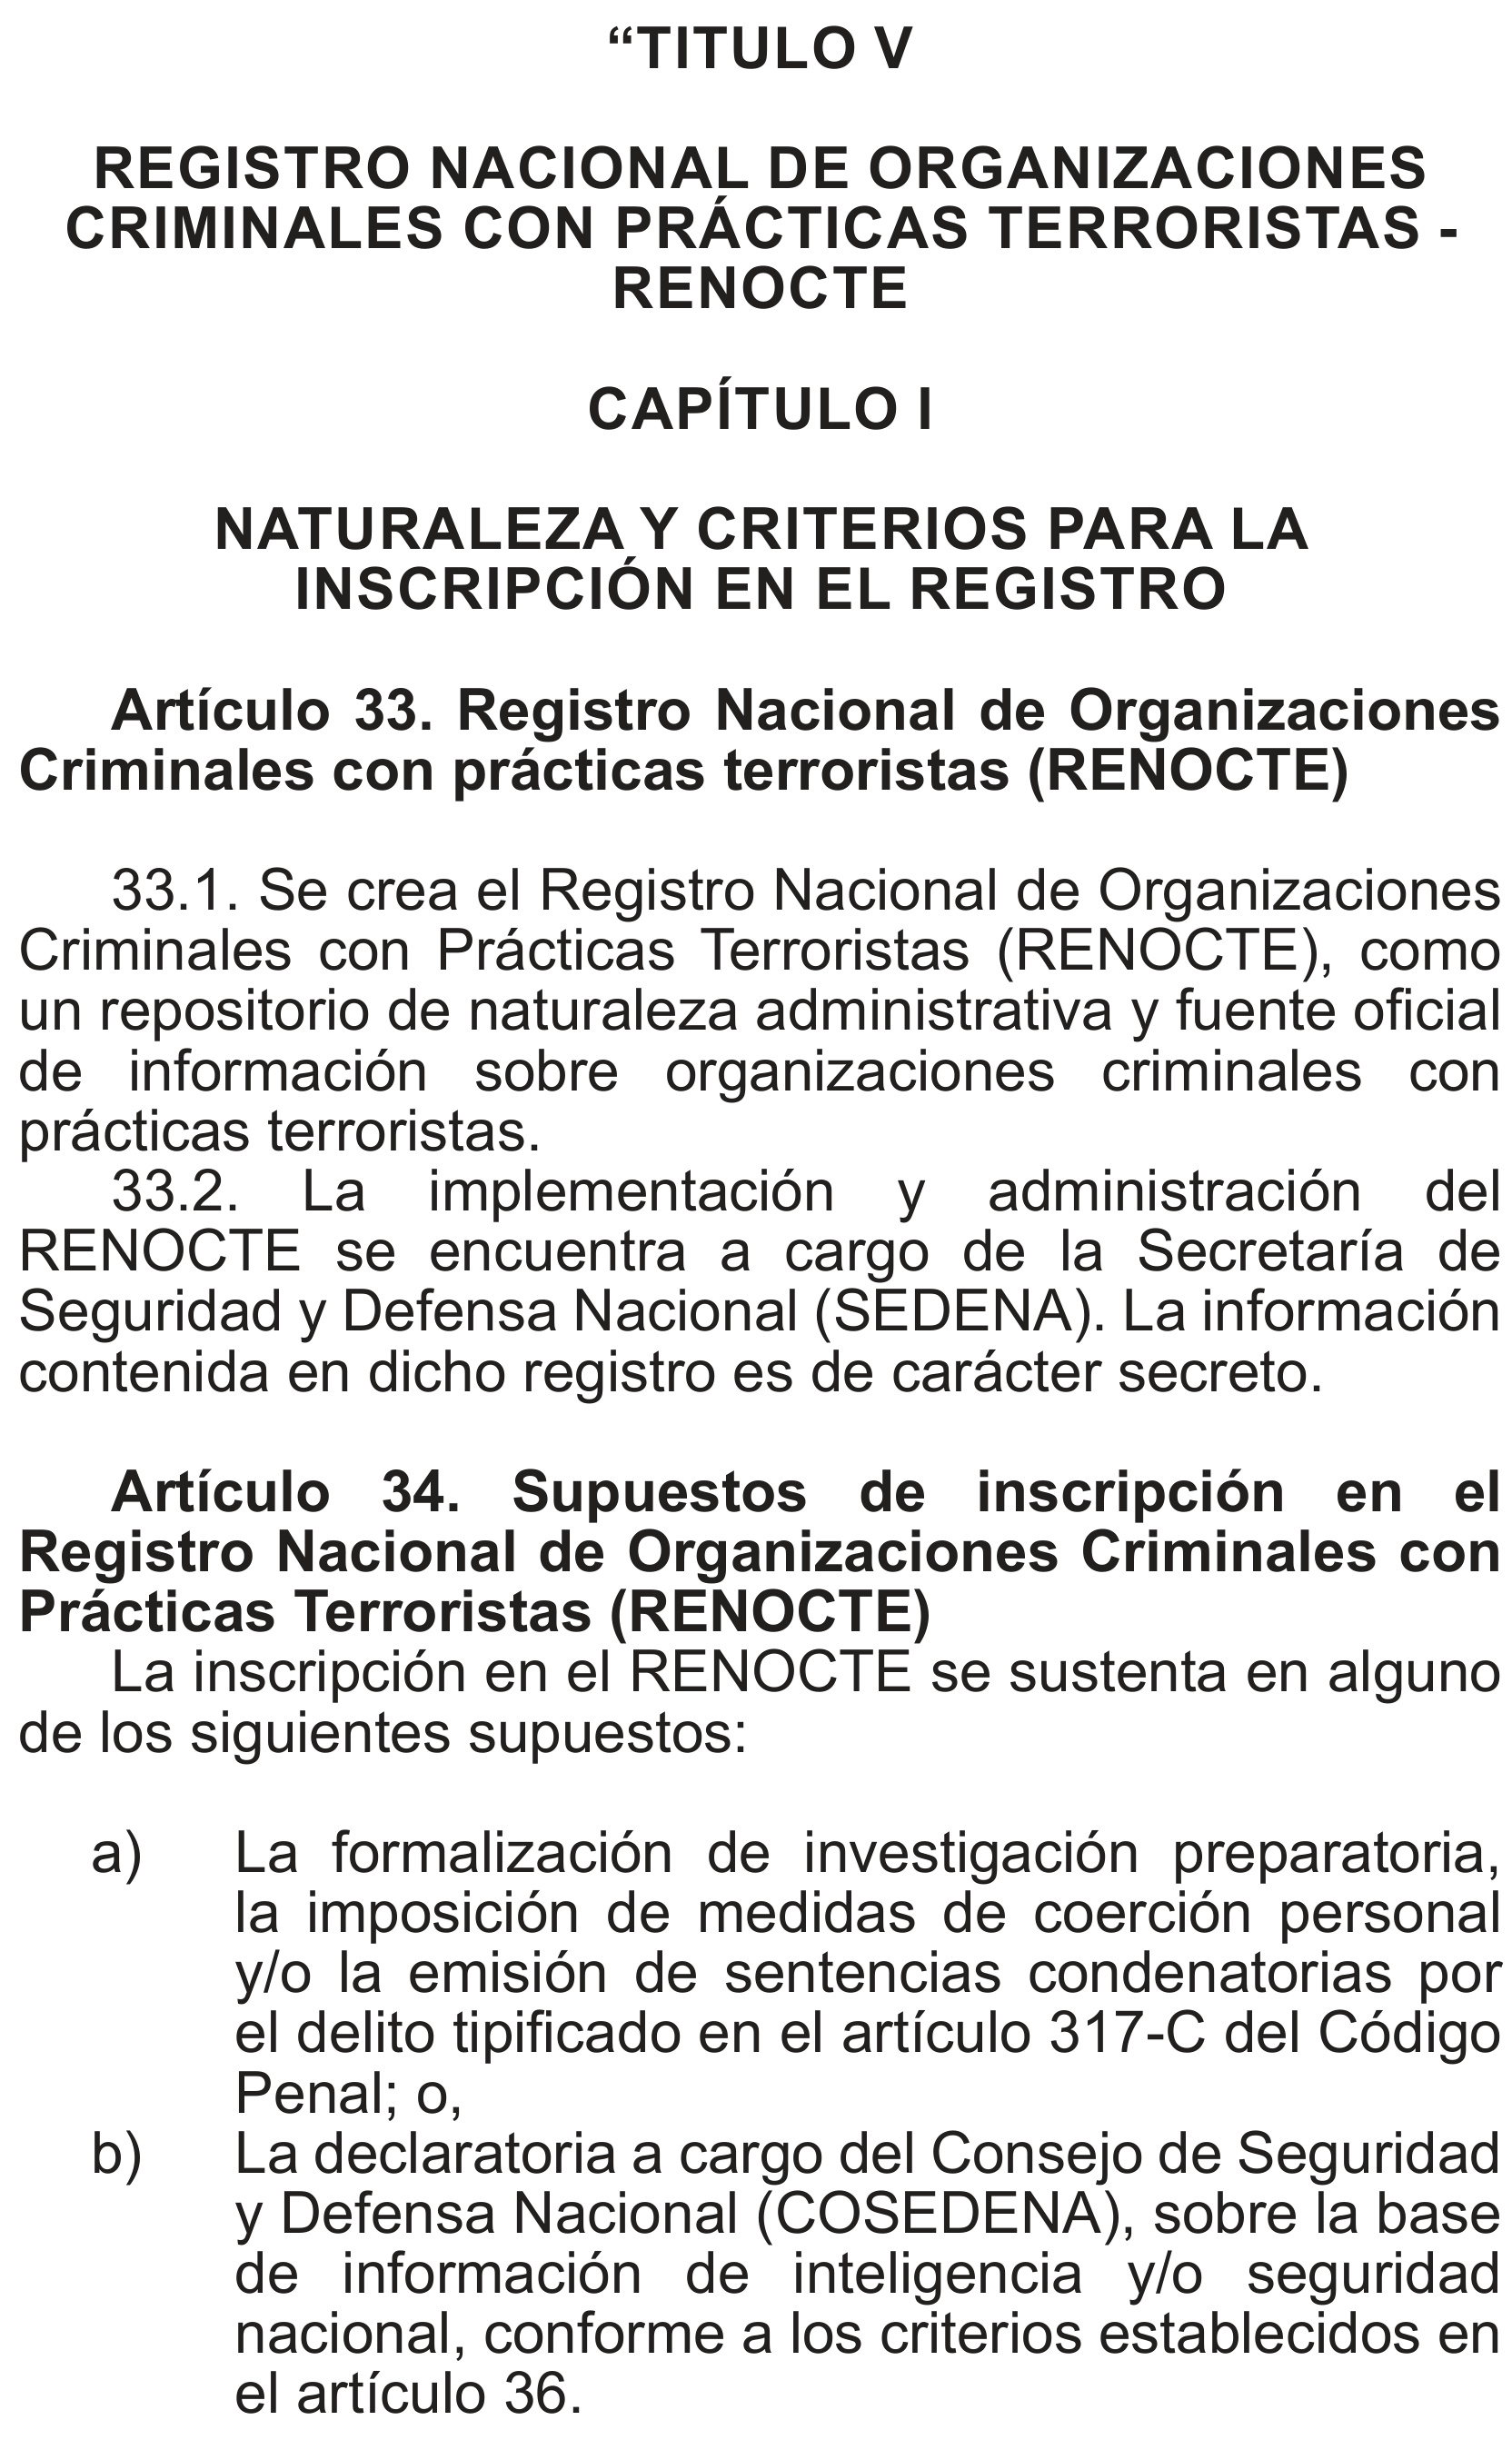 “TITULO V
REGISTRO NACIONAL DE ORGANIZACIONES
CRIMINALES CON PRÁCTICAS TERRORISTAS -
RENOCTE
CAPÍTULO I
NATURALEZA Y CRITERIOS PARA LA
INSCRIPCIÓN EN EL REGISTRO
Artículo 33. Registro Nacional de Organizaciones
Criminales con prácticas terroristas (RENOCTE)
33.1. Se crea el Registro Nacional de Organizaciones
Criminales con Prácticas Terroristas (RENOCTE), como
un repositorio de naturaleza administrativa y fuente oficial
de información sobre organizaciones criminales con
prácticas terroristas.
33.2. La implementación y administración del
RENOCTE se encuentra a cargo de la Secretaría de
Seguridad y Defensa Nacional (SEDENA). La información
contenida en dicho registro es de carácter secreto.
Artículo 34. Supuestos de inscripción en el
Registro Nacional de Organizaciones Criminales con
Prácticas Terroristas (RENOCTE)
La inscripción en el RENOCTE se sustenta en alguno
de los siguientes supuestos:
a) La formalización de investigación preparatoria,
la imposición de medidas de coerción personal
y/o la emisión de sentencias condenatorias por
el delito tipificado en el artículo 317-C del Código
Penal; o,
b) La declaratoria a cargo del Consejo de Seguridad
y Defensa Nacional (COSEDENA), sobre la base
de información de inteligencia y/o seguridad
nacional, conforme a los criterios establecidos en
el artículo 36.